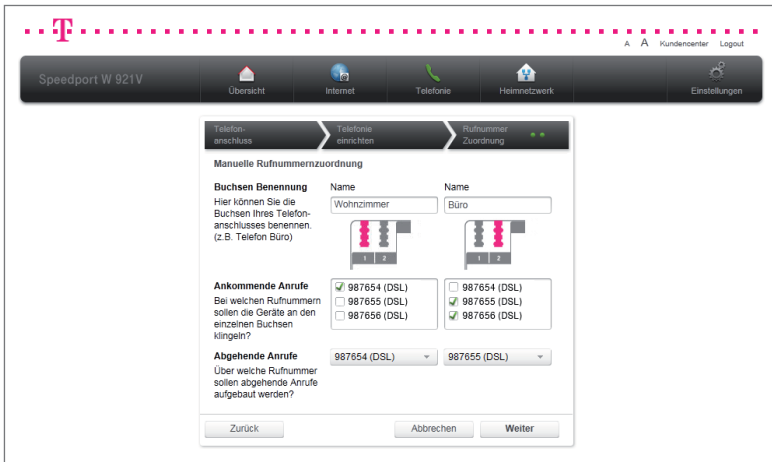 T
A A Kundencenter Logout
Speedport W 921V
Übersicht
Internet
Telefonie
Heimnetzwerk
Einstellungen
Telefon-
anschluss
Telefonie
einrichten
Rufnummer
Zuordnung
Manuelle Rufnummernzuordnung
Buchsen Benennung
Hier können Sie die
Buchsen Ihres Telefon-
anschlusses benennen.
(z.B. Telefon Büro)
Name
Wohnzimmer
1 2
Name
Büro
1 2
Ankommende Anrufe
Bei welchen Rufnummern
sollen die Geräte an den
einzelnen Buchsen
klingeln?
987654 (DSL)
987655 (DSL)
987656 (DSL)
987654 (DSL)
987655 (DSL)
987656 (DSL)
Abgehende Anrufe
Über welche Rufnummer
sollen abgehende Anrufe
aufgebaut werden?
987654 (DSL)
987655 (DSL)
Zurück
Abbrechen
Weiter